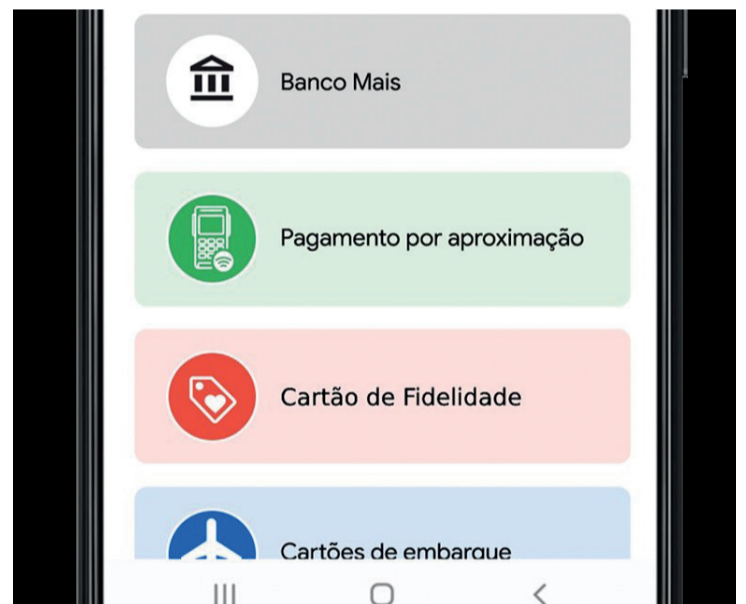 Banco Mais
Pagamento por aproximação
Cartão de Fidelidade
Cartões de embarque